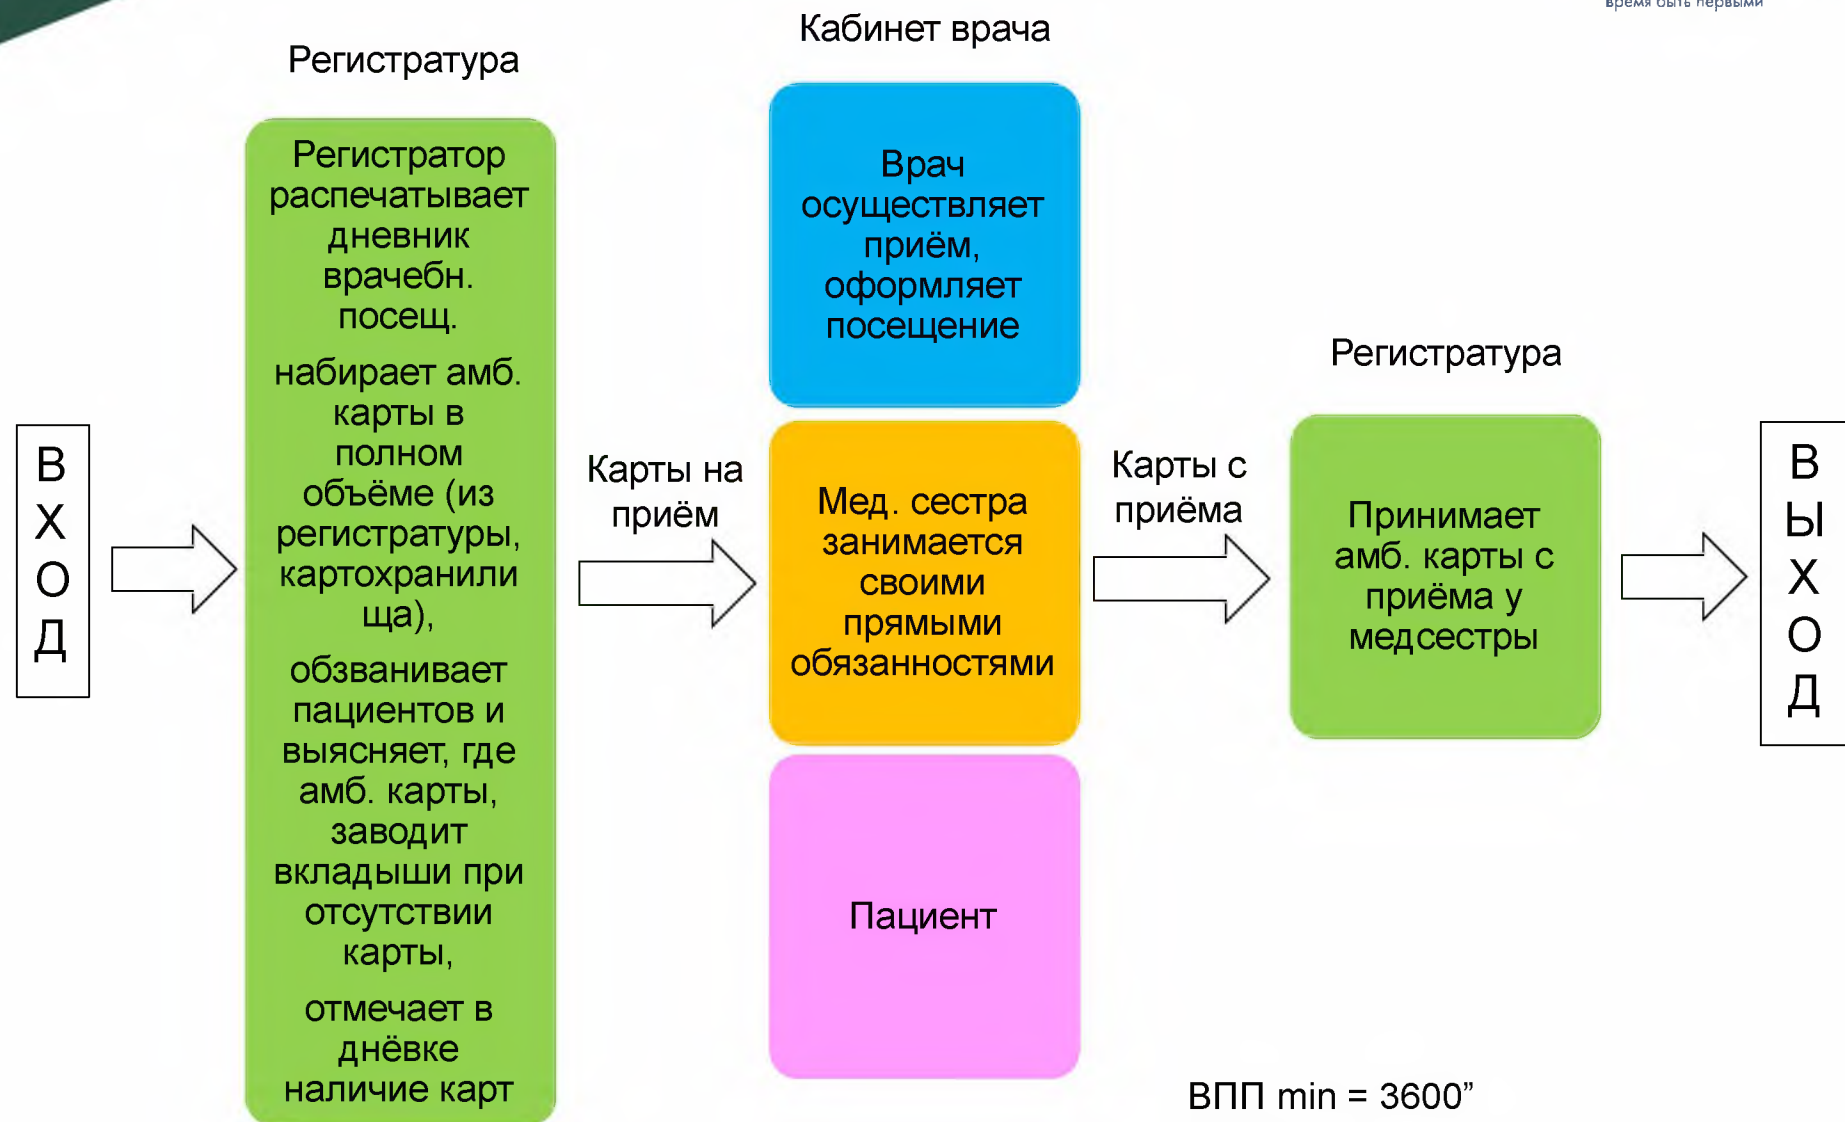 время быть первыми
Кабинет врача
Регистратура
В
Х
О
Д
Регистратор
распечатывает
дневник
врачебн.
посещ.
набирает амб.
карты в
полном
объёме (из
регистратуры,
картохранили
ща),
обзванивает
пациентов и
выясняет, где
амб. карты,
заводит
вкладыши при
отсутствии
карты,
отмечает в
днёвке
наличие карт
Карты на
приём
Врач
осуществляет
приём,
оформляет
посещение
Мед. сестра
занимается
своими
прямыми
обязанностями
Пациент
Карты с
приёма
Регистратура
Принимает
амб. карты с
приёма у
медсестры
В
Ы
Х
О
Д
ВПП min = 3600”